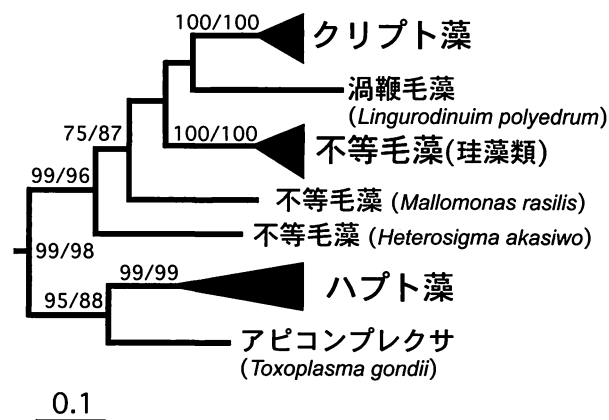 100/100
クリプト藻
渦鞭毛藻
(Lingurodinuim polyedrum)
75/87
100/100
不等毛藻(珪藻類)
99/96
不等毛藻 (Mallomonas rasilis)
不等毛藻 (Heterosigma akasiwo)
99/98
99/99
ハプト藻
95/88
アピコンプレクサ
(Toxoplasma gondii)
0.1